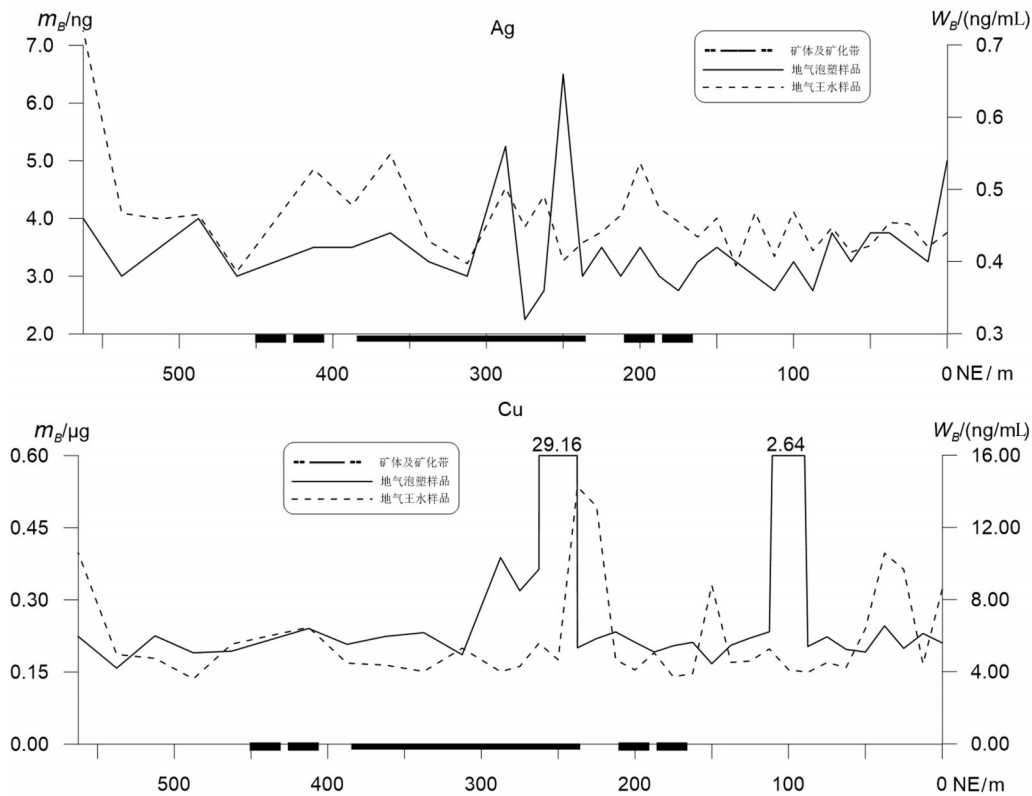 m_B/ng
Ag
W_B/(ng/mL)
7.0
0.7
矿体及矿化带
地气泡塑样品
地气王水样品
6.0
0.6
5.0
0.5
4.0
3.0
0.4
2.0
0.3
500
400
300
200
100
0 NE/m
Cu
m_B/μg
W_B/(ng/mL)
0.60
29.16
2.64
16.00
矿体及矿化带
地气泡塑样品
地气王水样品
0.45
12.00
0.30
8.00
0.15
4.00
0.00
0.00
500
400
300
200
100
0 NE/m